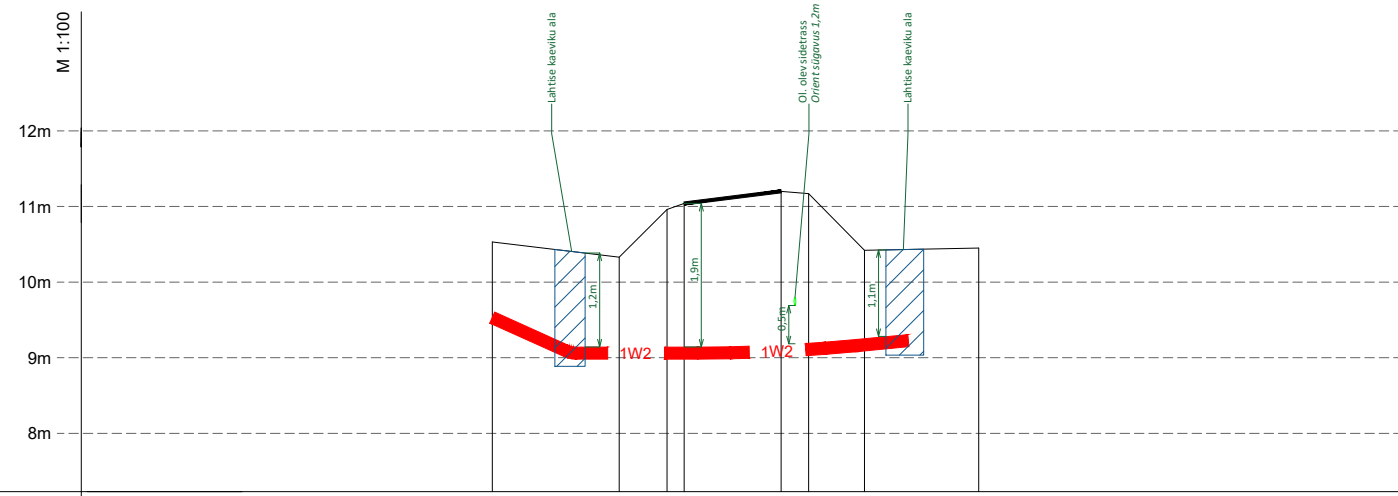 M 1:100
Lahtise kaeviku ala
Ol. olev sidetrass
Orient sügavus 1,2m
Lahtise kaeviku ala
12m
11m
10m
9m
8m
1,2m
1,9m
0,5m
1,1m
1W2
1W2